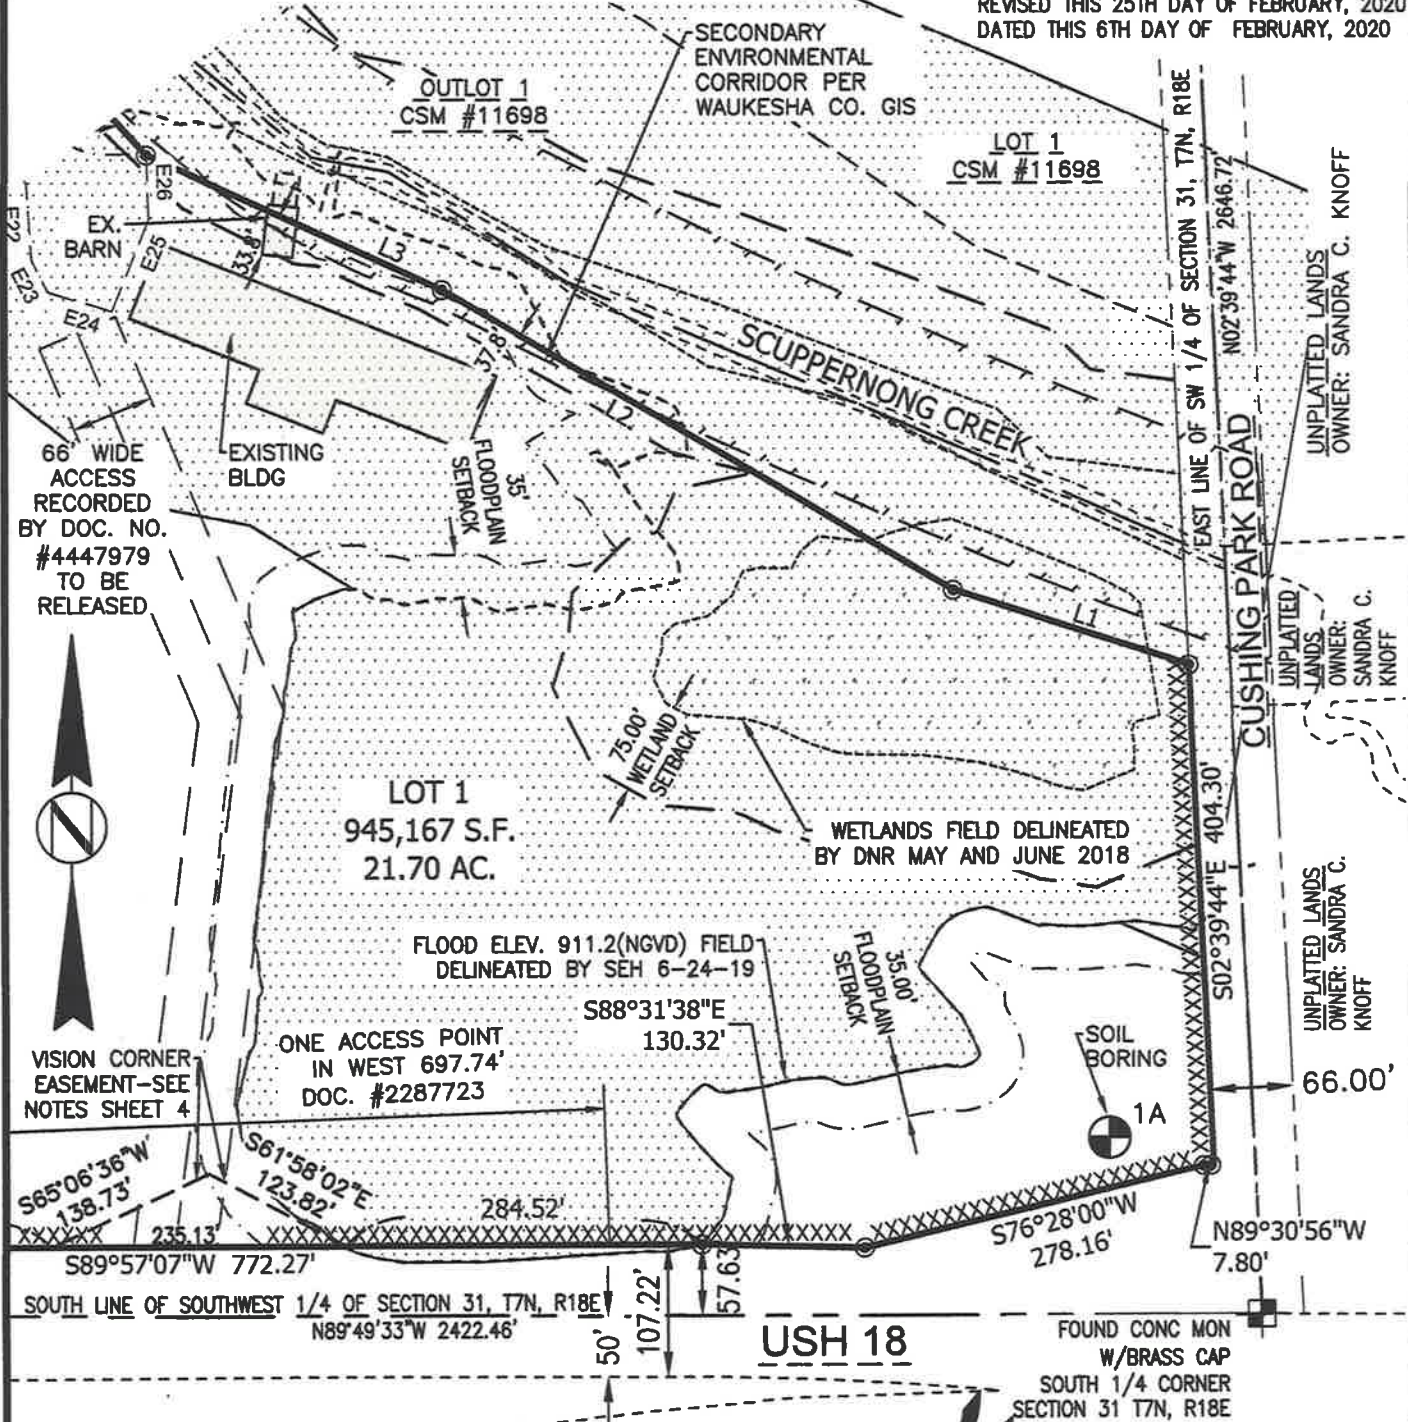 REVISED THIS 25TH DAY OF FEBRUARY, 2020
DATED THIS 6TH DAY OF FEBRUARY, 2020
SECONDARY
ENVIRONMENTAL
CORRIDOR PER
WAUKESHA CO. GIS
OUTLOT 1
CSM #11698
LOT 1
CSM #11698
EAST LINE OF SW 1/4 OF SECTION 31, T7N, R18E
N02°39'44"W 2646.72'
UNPLATTED LANDS
OWNER: SANDRA C. KNOFF
E26
EX.
BARN
E22
E23
E24
E25
33.8'
L3
37.8'
L2
SCUPPERNONG CREEK
EXISTING
BLDG
35'
FLOODPLAIN
SETBACK
66' WIDE
ACCESS
RECORDED
BY DOC. NO.
#4447979
TO BE
RELEASED
CUSHING PARK ROAD
UNPLATTED
LANDS
OWNER:
SANDRA C.
KNOFF
L1
75.00'
WETLAND
SETBACK
LOT 1
945,167 S.F.
21.70 AC.
WETLANDS FIELD DELINEATED
BY DNR MAY AND JUNE 2018
S02°39'44"E 404.30'
UNPLATTED LANDS
OWNER: SANDRA C.
KNOFF
FLOOD ELEV. 911.2(NGVD) FIELD
DELINEATED BY SEH 6-24-19
35.00'
FLOODPLAIN
SETBACK
S88°31'38"E
130.32'
ONE ACCESS POINT
IN WEST 697.74'
DOC. #2287723
SOIL
BORING
1A
66.00'
VISION CORNER
EASEMENT-SEE
NOTES SHEET 4
S65°06'36"W
138.73'
S61°58'02"E
123.82'
284.52'
235.13'
S89°57'07"W 772.27'
S76°28'00"W
278.16'
N89°30'56"W
7.80'
57.63'
107.22'
50'
SOUTH LINE OF SOUTHWEST 1/4 OF SECTION 31, T7N, R18E
N89°49'33"W 2422.46'
USH 18
FOUND CONC MON
W/BRASS CAP
SOUTH 1/4 CORNER
SECTION 31 T7N, R18E